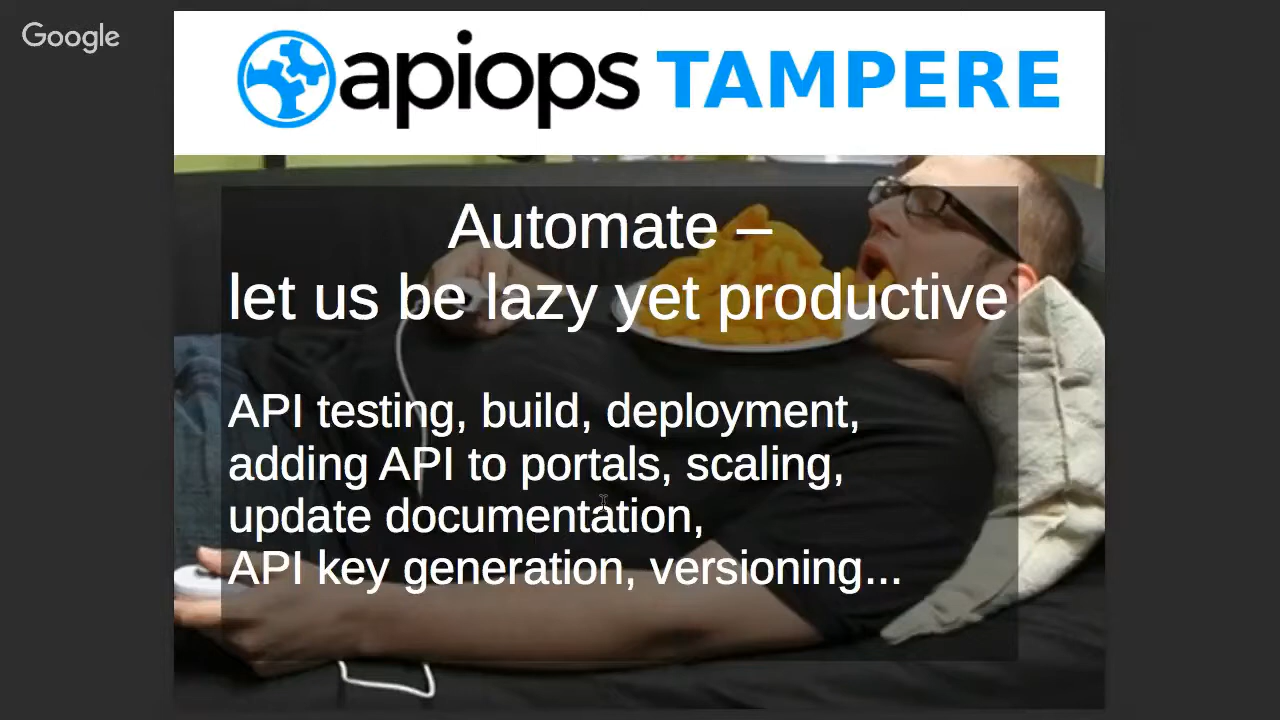 Google
apiops TAMPERE
Automate –
let us be lazy yet productive
API testing, build, deployment,
adding API to portals, scaling,
update documentation,
API key generation, versioning...